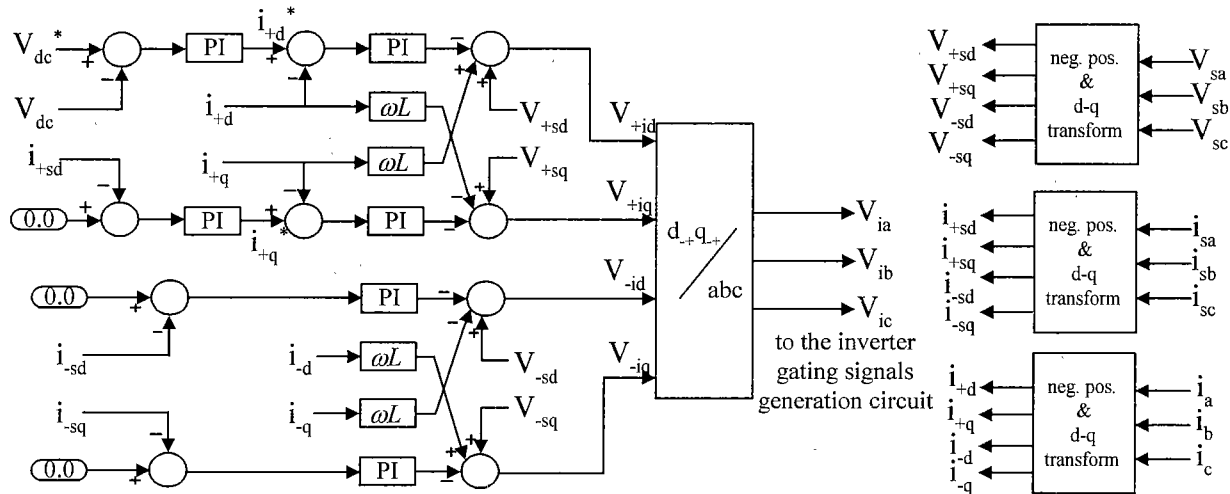 V_dc*
+
−
PI
i_+d*
+
−
PI
−
+
+
V_dc
i_+d
ωL
V_+sd
V_+id
i_+sd
i_+q
ωL
V_+sq
−
−
+
−
0.0
+
PI
+
i_+q*
PI
−
V_+iq
0.0
+
−
PI
−
−
+
V_-id
i_-sd
i_-d
ωL
V_-sd
V_-iq
i_-sq
i_-q
ωL
V_-sq
−
+
+
0.0
+
PI
−
d_-+q_-+
abc
V_ia
V_ib
V_ic
to the inverter
gating signals
generation circuit
V_+sd
V_+sq
V_-sd
V_-sq
neg. pos.
&
d-q
transform
V_sa
V_sb
V_sc
i_+sd
i_+sq
i_-sd
i_-sq
neg. pos.
&
d-q
transform
i_sa
i_sb
i_sc
i_+d
i_+q
i_-d
i_-q
neg. pos.
&
d-q
transform
i_a
i_b
i_c